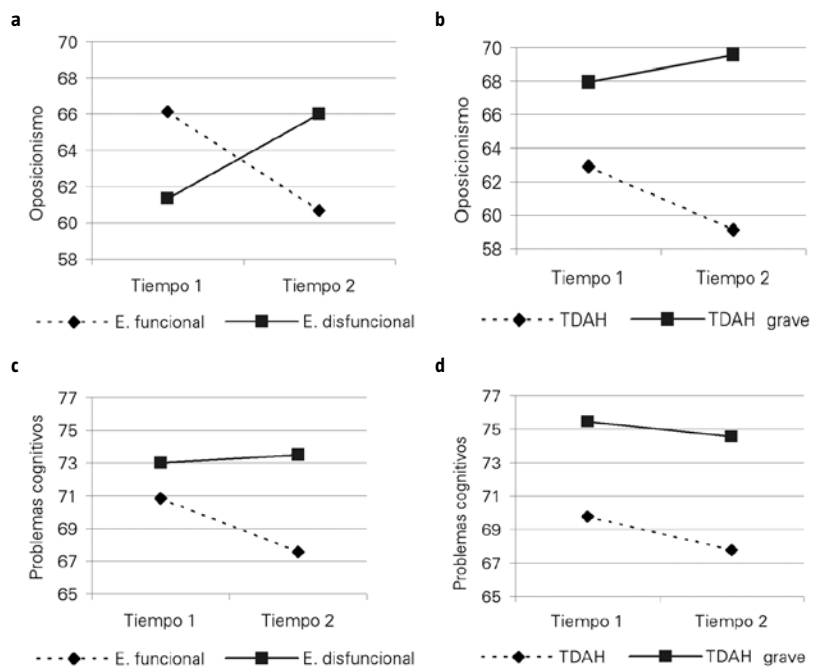 a
70
68
66
64
62
60
58
Oposicionismo
Tiempo 1 Tiempo 2
E. funcional E. disfuncional
b
70
68
66
64
62
59
58
Oposicionismo
Tiempo 1 Tiempo 2
TDAH TDAH grave
c
77
75
73
71
69
67
65
Problemas cognitivos
Tiempo 1 Tiempo 2
E. funcional E. disfuncional
d
77
75
73
71
69
67
65
Problemas cognitivos
Tiempo 1 Tiempo 2
TDAH TDAH grave